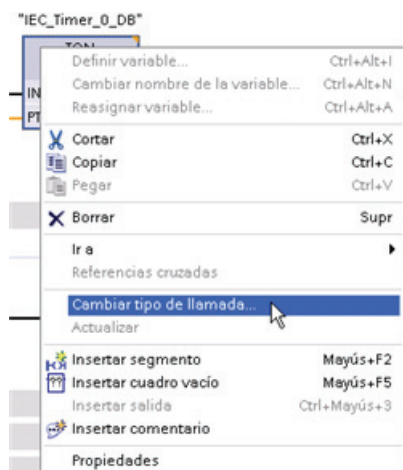 "IEC_Timer_0_DB"
TON
IN
PT
Definir variable... Ctrl+Alt+I
Cambiar nombre de la variable... Ctrl+Alt+N
Reasignar variable... Ctrl+Alt+A
Cortar Ctrl+X
Copiar Ctrl+C
Pegar Ctrl+V
Borrar Supr
Ir a
Referencias cruzadas
Cambiar tipo de llamada...
Actualizar
Insertar segmento Mayús+F2
Insertar cuadro vacío Mayús+F5
Insertar salida Ctrl+Mayús+3
Insertar comentario
Propiedades